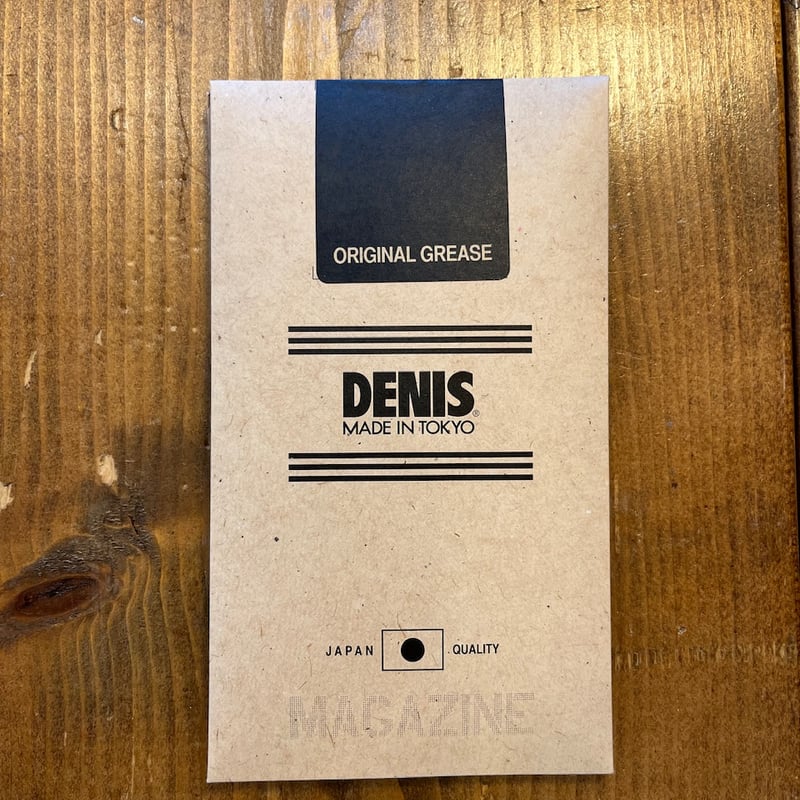 ORIGINAL GREASE
DENIS®
MADE IN TOKYO
JAPAN QUALITY
MAGAZINE